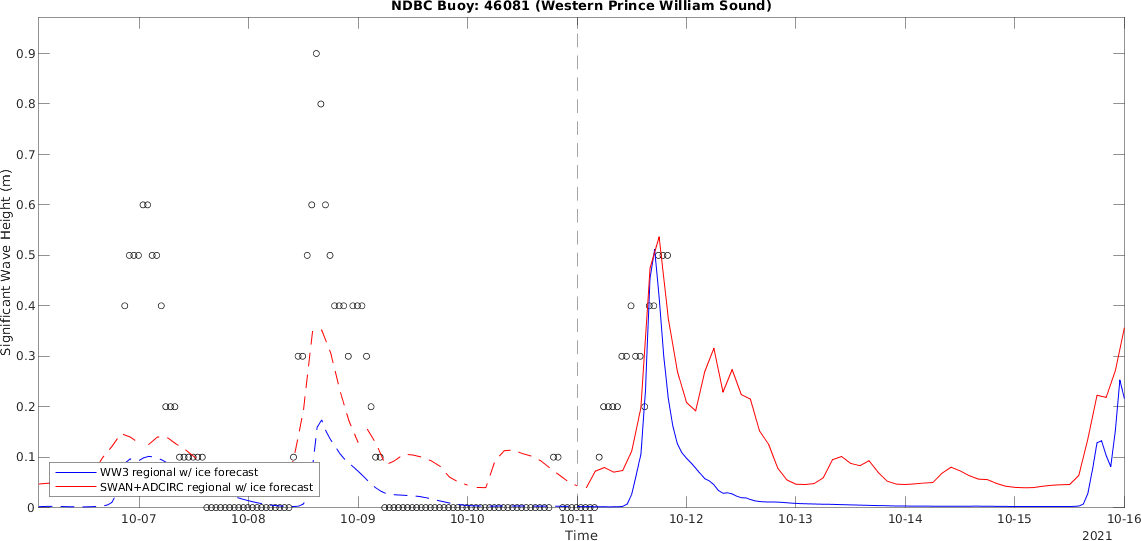 NDBC Buoy: 46081 (Western Prince William Sound)
Significant Wave Height (m)
0.9
0.8
0.7
0.6
0.5
0.4
0.3
0.2
0.1
0
WW3 regional w/ ice forecast
SWAN+ADCIRC regional w/ ice forecast
10-07 10-08 10-09 10-10 10-11 10-12 10-13 10-14 10-15 10-16
Time
2021